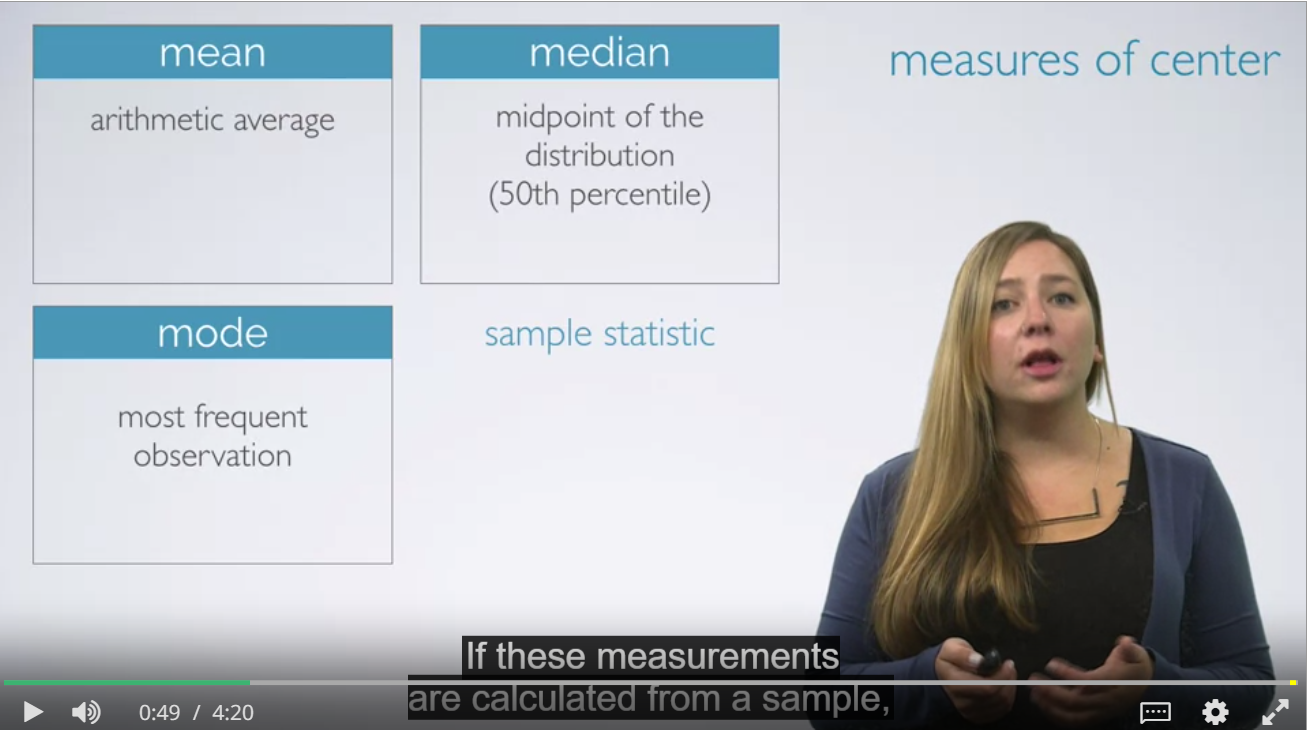 mean
arithmetic average
median
midpoint of the
distribution
(50th percentile)
measures of center
mode
most frequent
observation
sample statistic
If these measurements
are calculated from a sample,
0:49 / 4:20